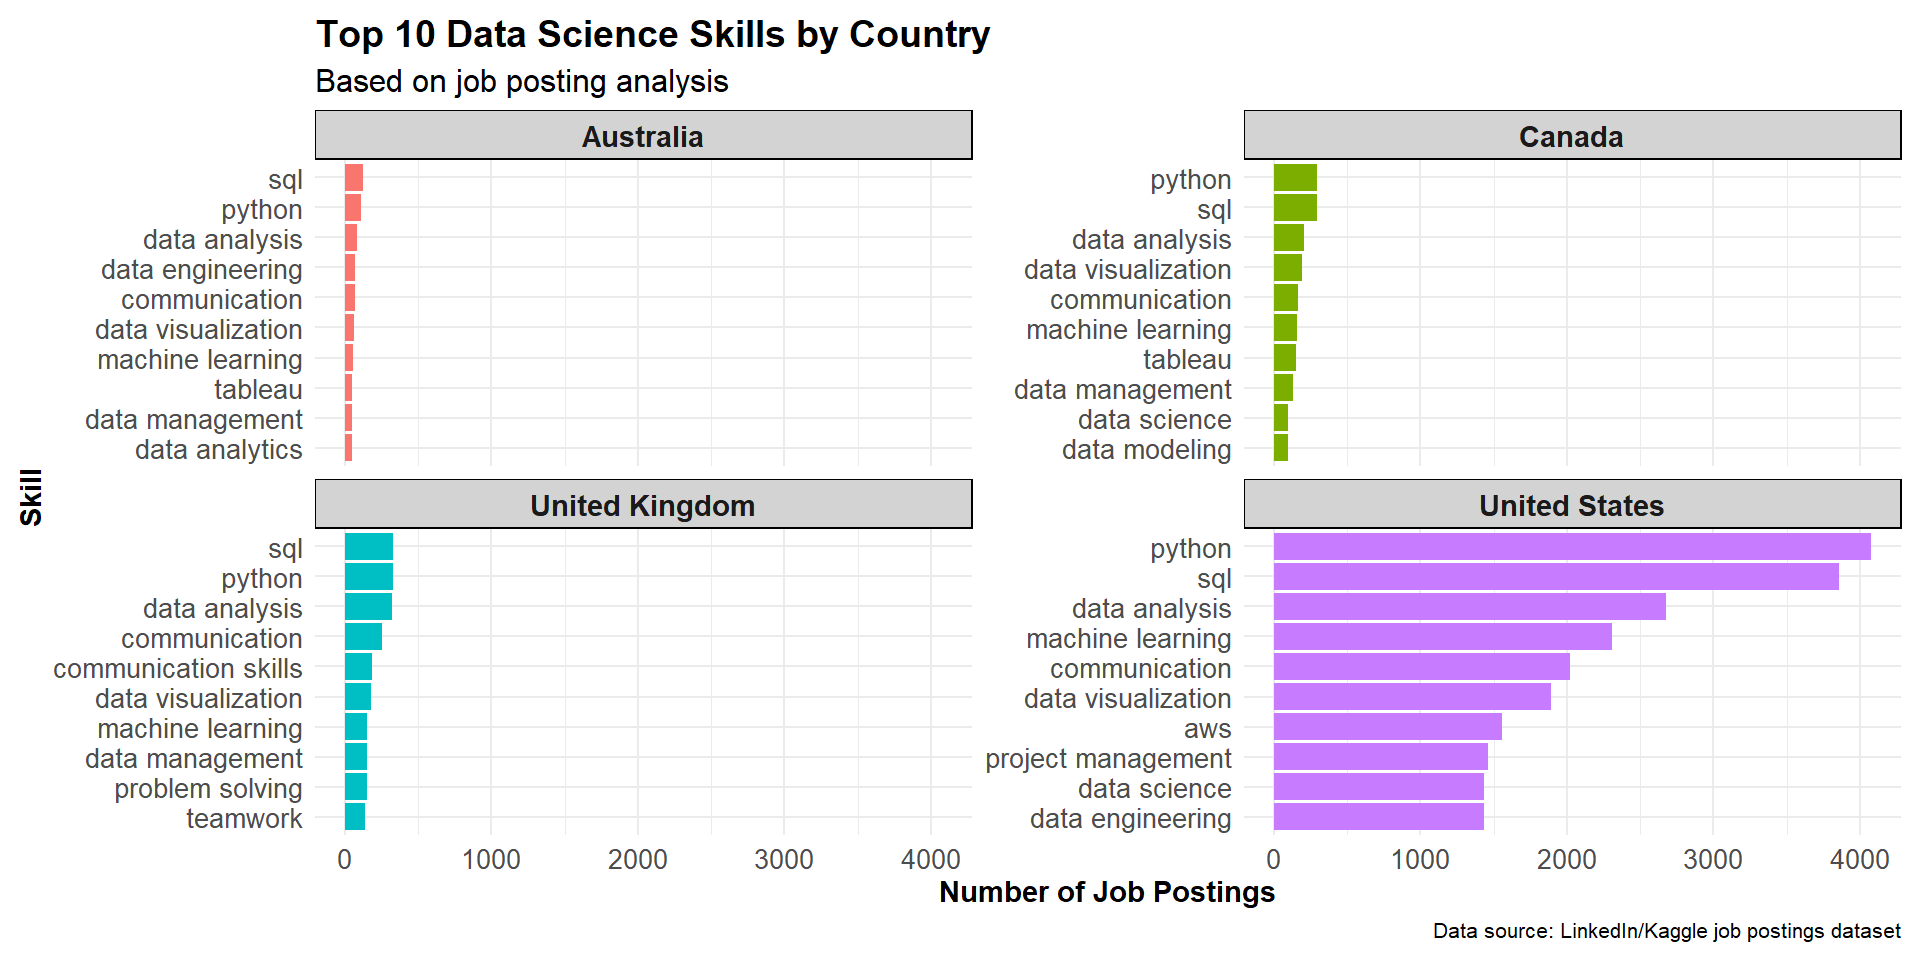 Top 10 Data Science Skills by Country
Based on job posting analysis
Skill
Australia
sql
python
data analysis
data engineering
communication
data visualization
machine learning
tableau
data management
data analytics
Canada
python
sql
data analysis
data visualization
communication
machine learning
tableau
data management
data science
data modeling
United Kingdom
sql
python
data analysis
communication
communication skills
data visualization
machine learning
data management
problem solving
teamwork
0 1000 2000 3000 4000
United States
python
sql
data analysis
machine learning
communication
data visualization
aws
project management
data science
data engineering
0 1000 2000 3000 4000
Number of Job Postings
Data source: LinkedIn/Kaggle job postings dataset